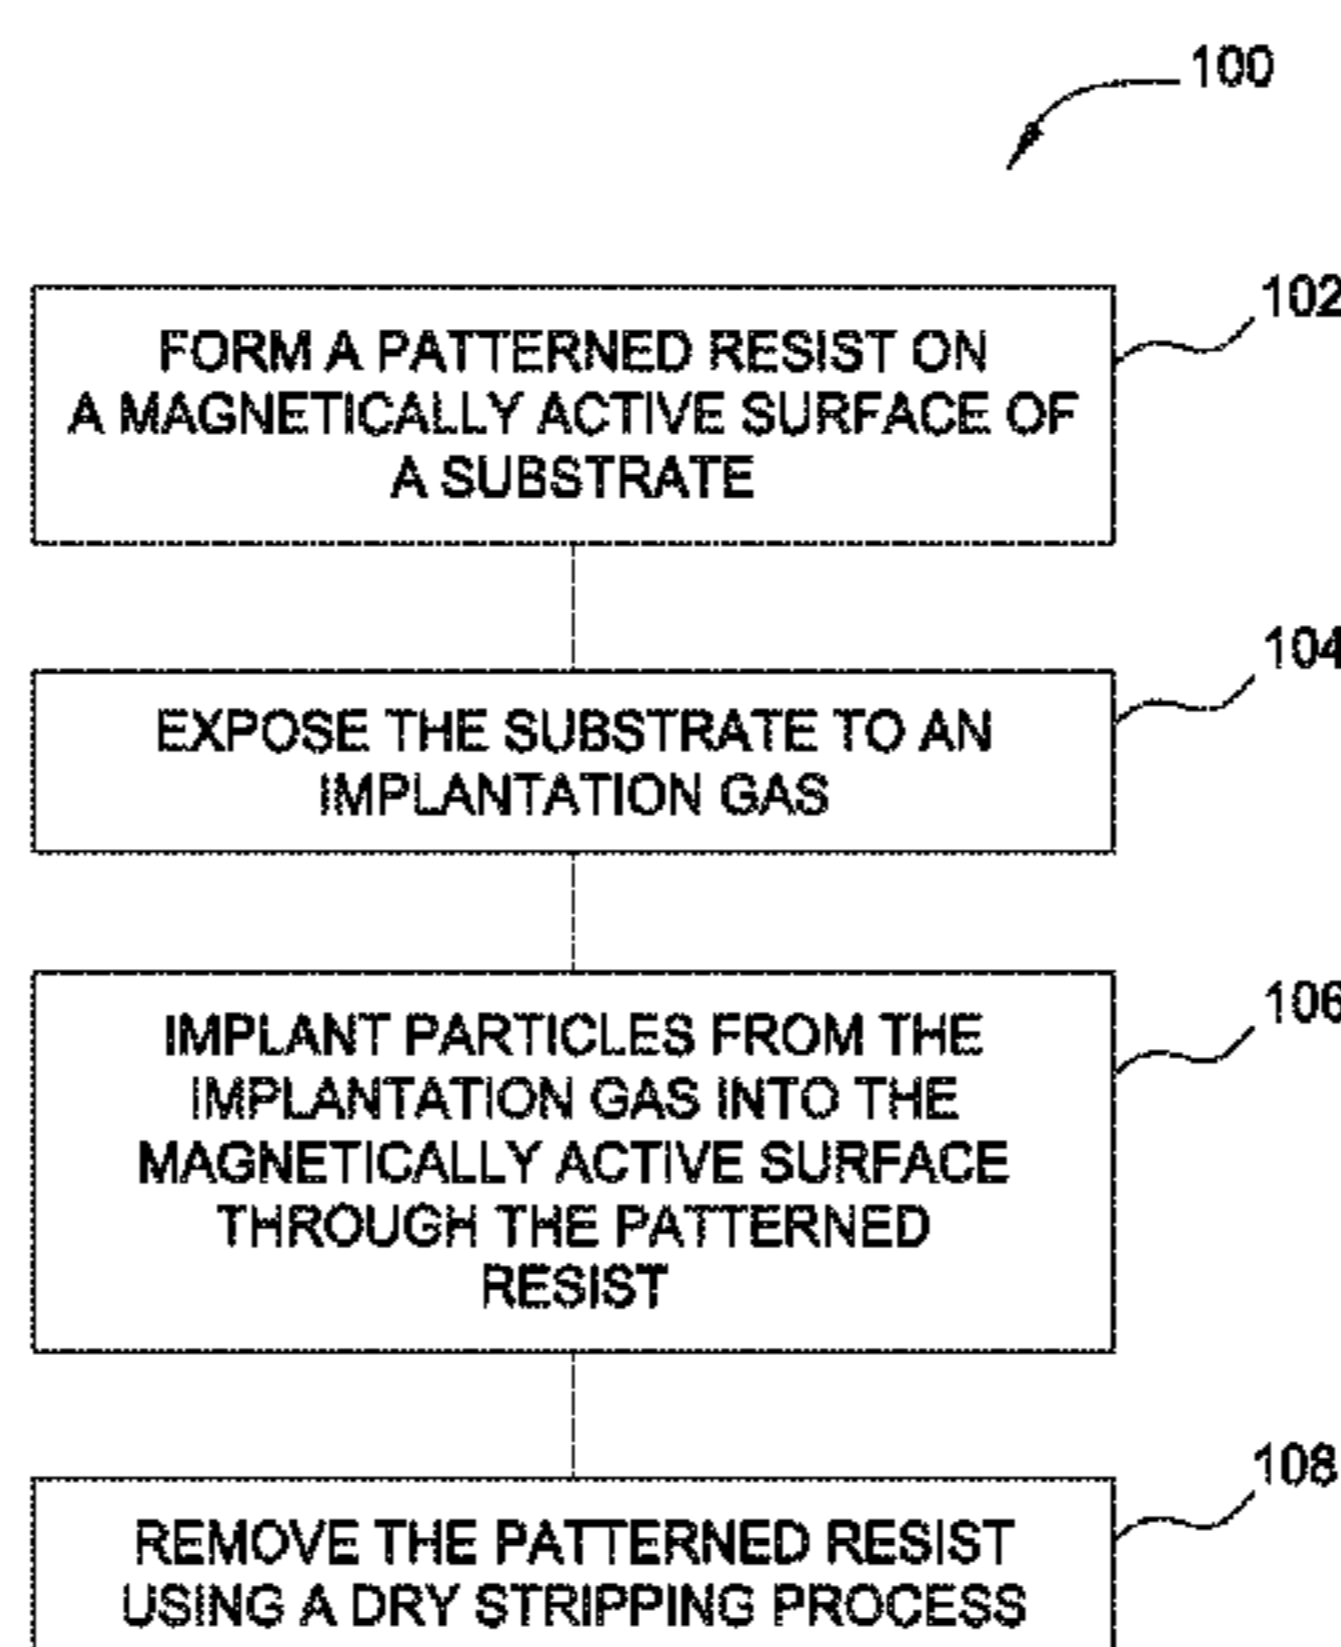 100
102
FORM A PATTERNED RESIST ON
A MAGNETICALLY ACTIVE SURFACE OF
A SUBSTRATE
104
EXPOSE THE SUBSTRATE TO AN
IMPLANTATION GAS
106
IMPLANT PARTICLES FROM THE
IMPLANTATION GAS INTO THE
MAGNETICALLY ACTIVE SURFACE
THROUGH THE PATTERNED
RESIST
108
REMOVE THE PATTERNED RESIST
USING A DRY STRIPPING PROCESS